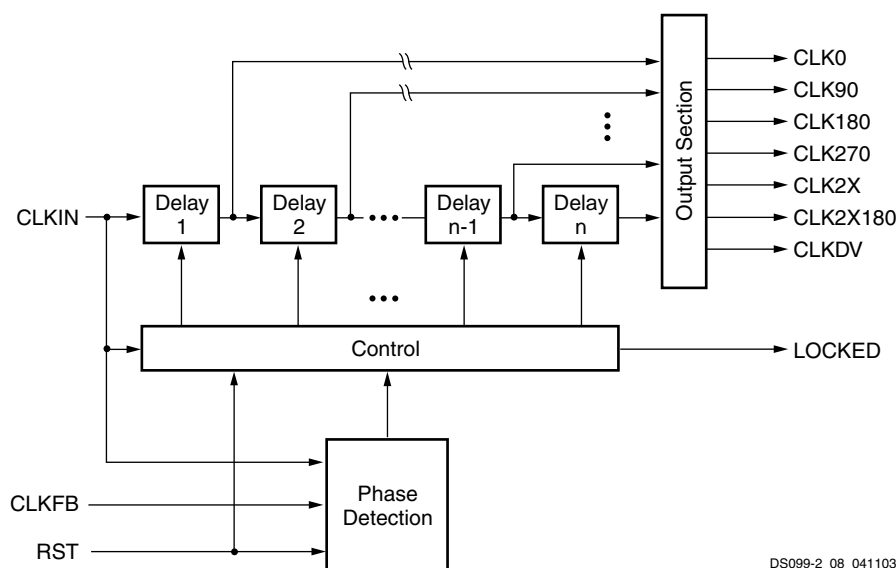 CLK0
CLK90
CLK180
CLK270
CLK2X
CLK2X180
CLKDV
Output Section
CLKIN
Delay
1
Delay
2
Delay
n-1
Delay
n
Control
LOCKED
Phase
Detection
CLKFB
RST
DS099-2_08_041103